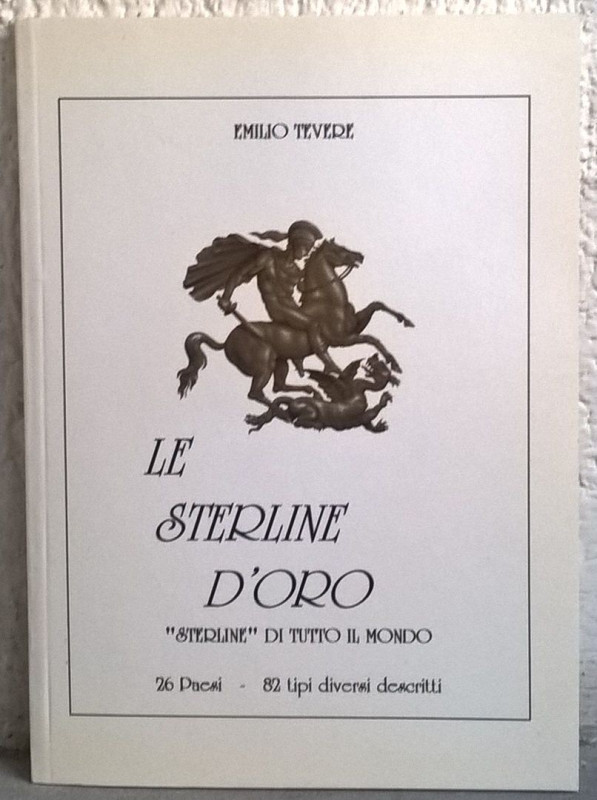 EMILIO TEVERE
LE
STERLINE
D'ORO
"STERLINE" DI TUTTO IL MONDO
26 Paesi - 82 tipi diversi descritti